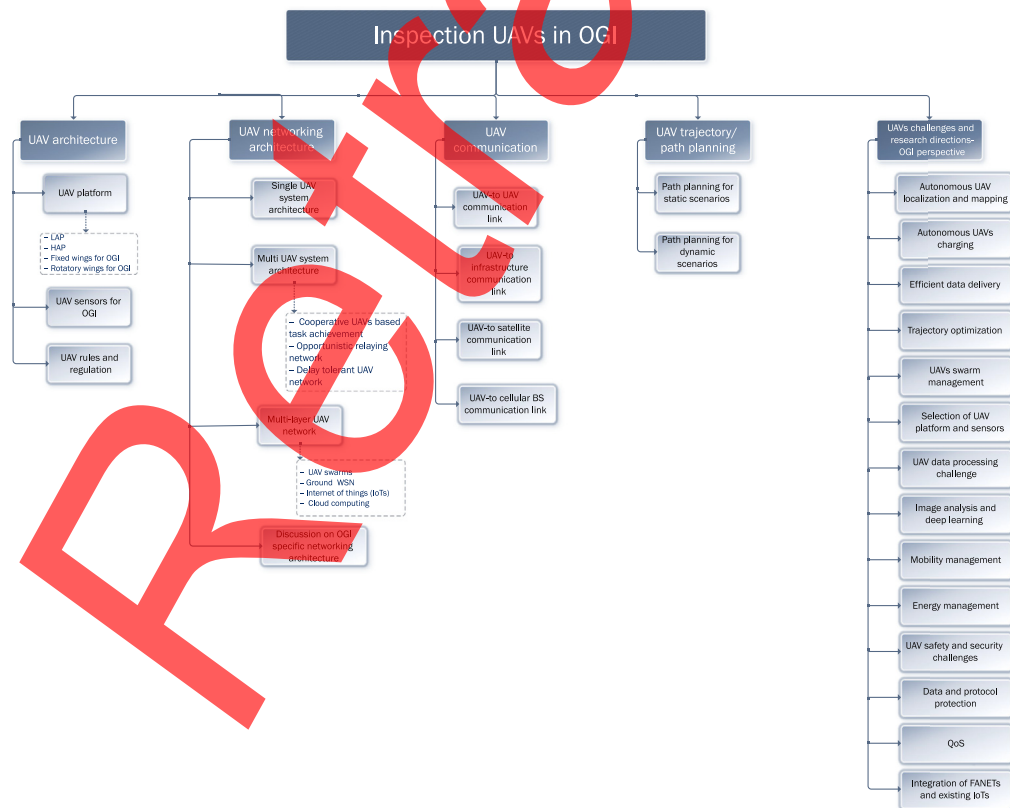 Inspection UAVs in OGI
UAV architecture
UAV platform
– LAP
– HAP
– Fixed wings for OGI
– Rotatory wings for OGI
UAV sensors for
OGI
UAV rules and
regulation
UAV networking
architecture
Single UAV
system
architecture
Multi UAV system
architecture
– Cooperative UAVs based
task achievement
– Opportunistic relaying
network
– Delay tolerant UAV
network
Multi-layer UAV
network
– UAV swarms
– Ground WSN
– Internet of things (IoTs)
– Cloud computing
Discussion on OGI
specific networking
architecture
UAV
communication
UAV-to UAV
communication
link
UAV-to
infrastructure
communication
link
UAV-to satellite
communication
link
UAV-to cellular BS
communication link
UAV trajectory/
path planning
Path planning for
static scenarios
Path planning for
dynamic
scenarios
UAVs challenges and
research directions-
OGI perspective
Autonomous UAV
localization and mapping
Autonomous UAVs
charging
Efficient data delivery
Trajectory optimization
UAVs swarm
management
Selection of UAV
platform and sensors
UAV data processing
challenge
Image analysis and
deep learning
Mobility management
Energy management
UAV safety and security
challenges
Data and protocol
protection
QoS
Integration of FANETs
and existing IoTs
Retr